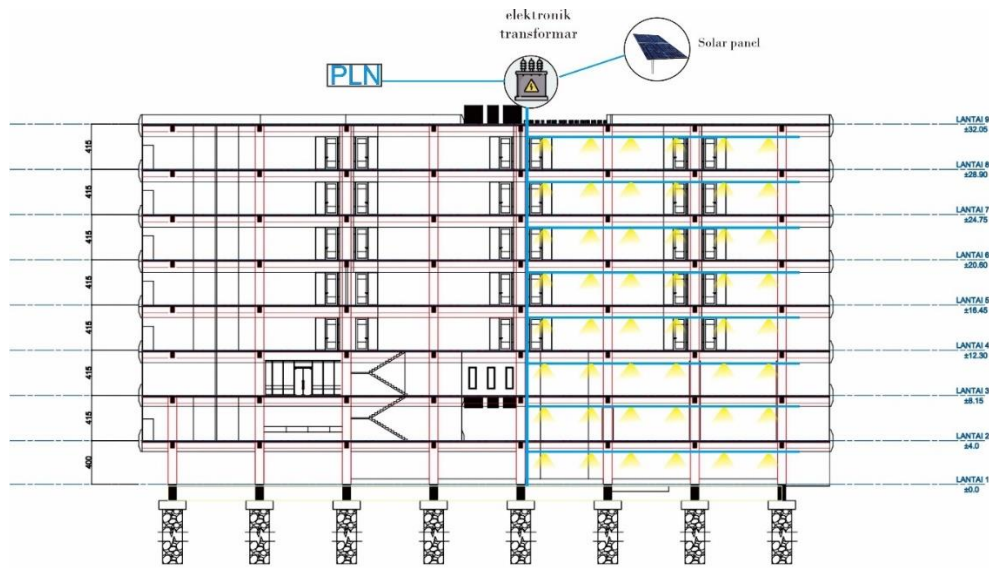 elektronik
transformar
Solar panel
PLN
LANTAI 9
±32.05
LANTAI 8
±28.90
LANTAI 7
±24.75
LANTAI 6
±20.60
LANTAI 5
±16.45
LANTAI 4
±12.30
LANTAI 3
±8.15
LANTAI 2
±4.0
LANTAI 1
±0.0
415
415
415
415
415
415
415
400